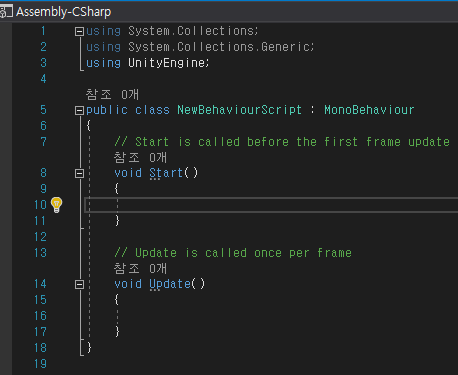 Assembly-CSharp
1 using System.Collections;
2 using System.Collections.Generic;
3 using UnityEngine;
4
참조 0개
5 public class NewBehaviourScript : MonoBehaviour
6 {
7 // Start is called before the first frame update
참조 0개
8 void Start()
9 {
10
11 }
12
13 // Update is called once per frame
참조 0개
14 void Update()
15 {
16
17 }
18 }
19